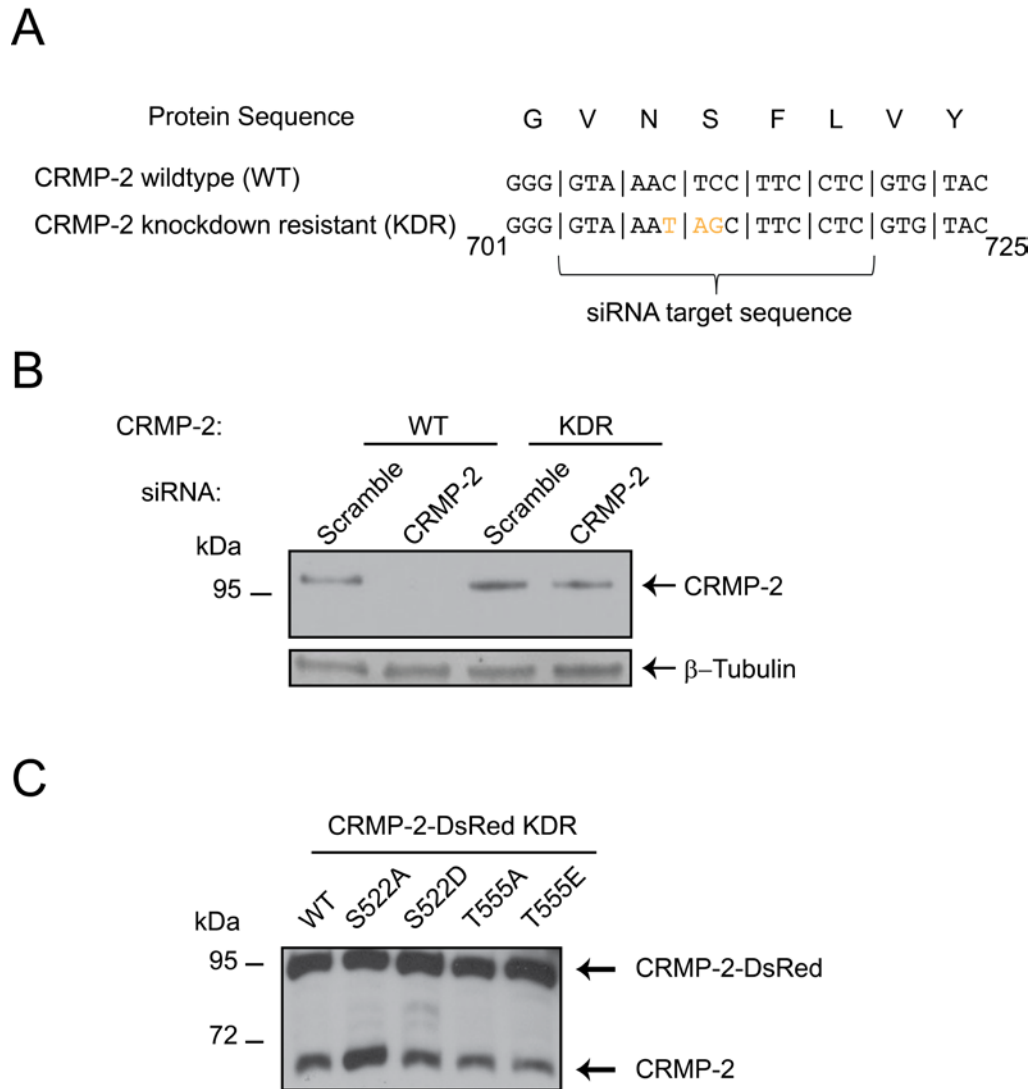 A
Protein Sequence G V N S F L V Y
CRMP-2 wildtype (WT) GGG|GTA|AAC|TCC|TTC|CTC|GTG|TAC
CRMP-2 knockdown resistant (KDR) GGG|GTA|AAT|AGC|TTC|CTC|GTG|TAC
701 725
siRNA target sequence
B
CRMP-2: WT KDR
siRNA: Scramble CRMP-2 Scramble CRMP-2
kDa
95 CRMP-2
β–Tubulin
C
CRMP-2-DsRed KDR
WT S522A S522D T555A T555E
kDa
95 CRMP-2-DsRed
72
CRMP-2